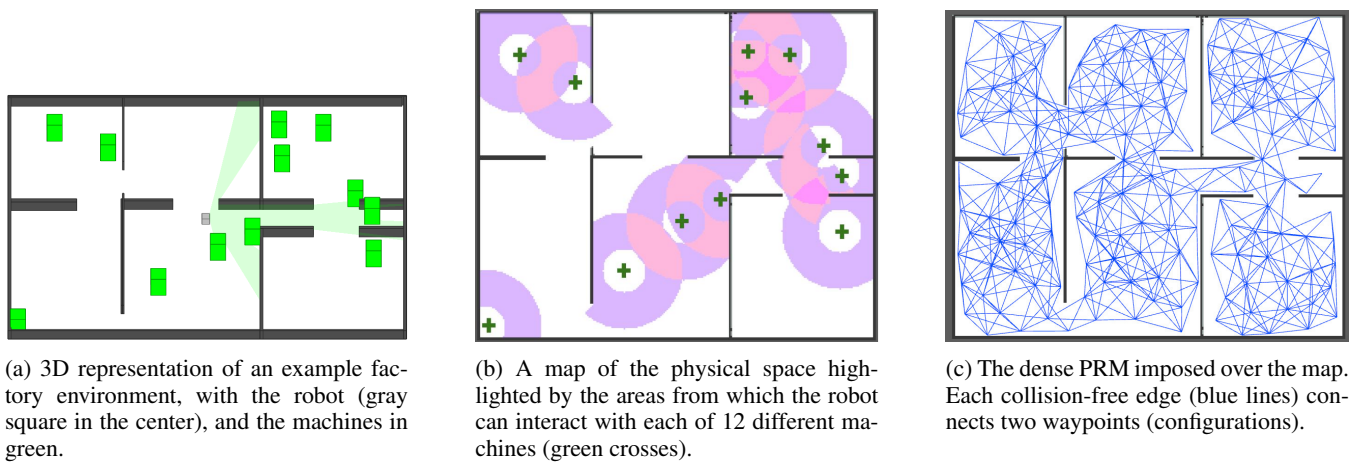 (a) 3D representation of an example fac-
tory environment, with the robot (gray
square in the center), and the machines in
green.
(b) A map of the physical space high-
lighted by the areas from which the robot
can interact with each of 12 different ma-
chines (green crosses).
(c) The dense PRM imposed over the map.
Each collision-free edge (blue lines) con-
nects two waypoints (configurations).